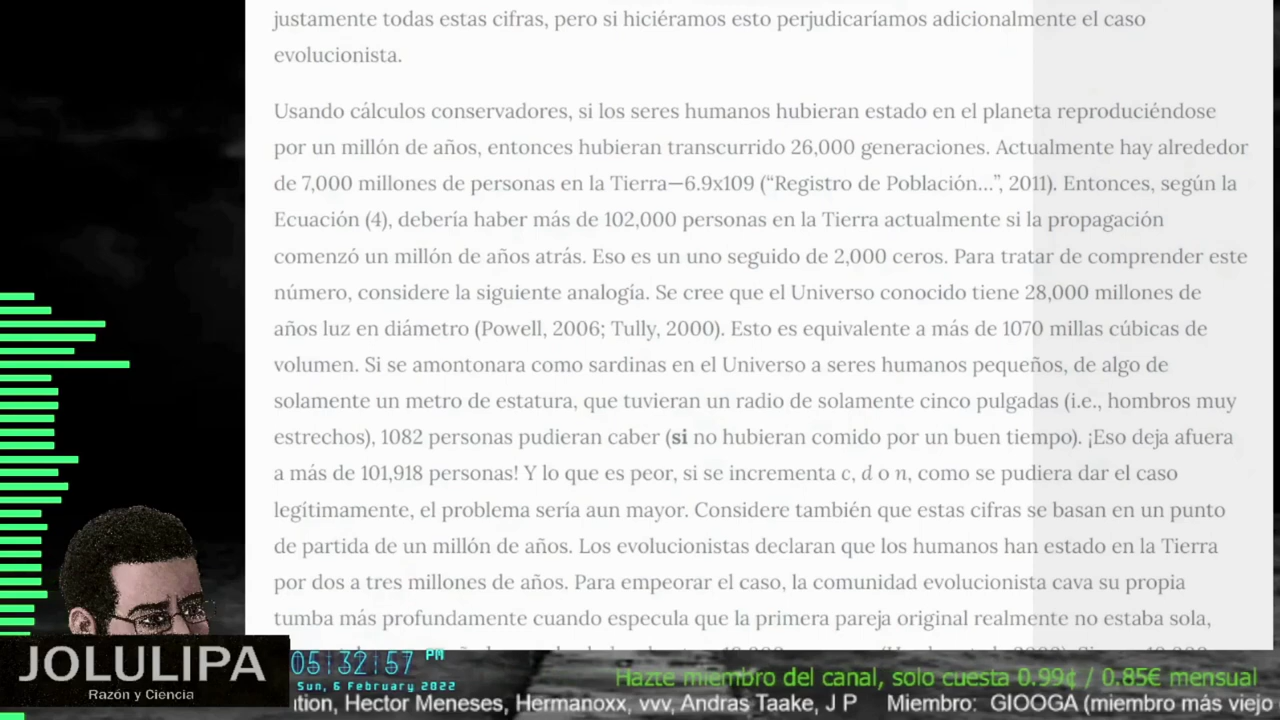 justamente todas estas cifras, pero si hiciéramos esto perjudicaríamos adicionalmente el caso
evolucionista.
Usando cálculos conservadores, si los seres humanos hubieran estado en el planeta reproduciéndose
por un millón de años, entonces hubieran transcurrido 26,000 generaciones. Actualmente hay alrededor
de 7,000 millones de personas en la Tierra—6.9x109 (“Registro de Población...”, 2011). Entonces, según la
Ecuación (4), debería haber más de 102,000 personas en la Tierra actualmente si la propagación
comenzó un millón de años atrás. Eso es un uno seguido de 2,000 ceros. Para tratar de comprender este
número, considere la siguiente analogía. Se cree que el Universo conocido tiene 28,000 millones de
años luz en diámetro (Powell, 2006; Tully, 2000). Esto es equivalente a más de 1070 millas cúbicas de
volumen. Si se amontonara como sardinas en el Universo a seres humanos pequeños, de algo de
solamente un metro de estatura, que tuvieran un radio de solamente cinco pulgadas (i.e., hombros muy
estrechos), 1082 personas pudieran caber (si no hubieran comido por un buen tiempo). ¡Eso deja afuera
a más de 101,918 personas! Y lo que es peor, si se incrementa c, d o n, como se pudiera dar el caso
legítimamente, el problema sería aun mayor. Considere también que estas cifras se basan en un punto
de partida de un millón de años. Los evolucionistas declaran que los humanos han estado en la Tierra
por dos a tres millones de años. Para empeorar el caso, la comunidad evolucionista cava su propia
tumba más profundamente cuando especula que la primera pareja original realmente no estaba sola,
JOLULIPA
Razón y Ciencia
05:32:57 PM
Sun, 6 February 2022
Hazte miembro del canal, solo cuesta 0.99¢ / 0.85€ mensual
ition, Hector Meneses, Hermanoxx, vvv, Andras Taake, J P Miembro: GIOOGA (miembro más viejo